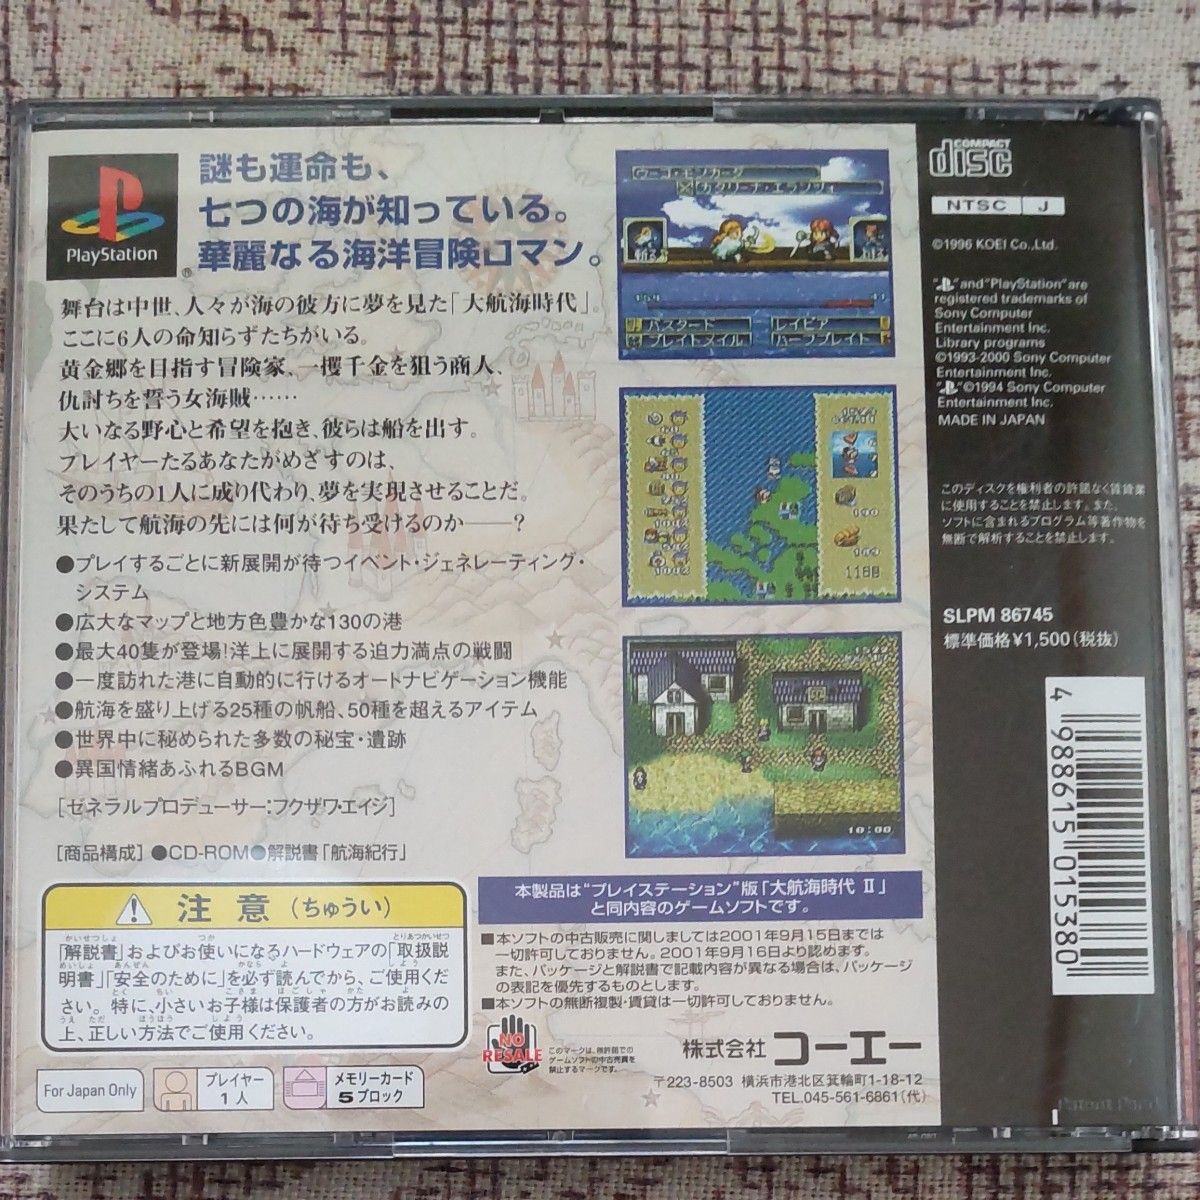 PlayStation
®
謎も運命も、
七つの海が知っている。
華麗なる海洋冒険ロマン。
舞台は中世、人々が海の彼方に夢を見た「大航海時代」。
ここに6人の命知らずたちがいる。
黄金郷を目指す冒険家、一攫千金を狙う商人、
仇討ちを誓う女海賊……
大いなる野心と希望を抱き、彼らは船を出す。
プレイヤーたるあなたがめざすのは、
そのうちの1人に成り代わり、夢を実現させることだ。
果たして航海の先には何が待ち受けるのか――?
●プレイするごとに新展開が待つイベント・ジェネレーティング・
システム
●広大なマップと地方色豊かな130の港
●最大40隻が登場!洋上に展開する迫力満点の戦闘
●一度訪れた港に自動的に行けるオートナビゲーション機能
●航海を盛り上げる25種の帆船、50種を超えるアイテム
●世界中に秘められた多数の秘宝・遺跡
●異国情緒あふれるBGM
[ゼネラルプロデューサー:フクザワ・エイジ]
[商品構成] ●CD-ROM●解説書「航海紀行」
注意(ちゅうい)
「解説書」およびお使いになるハードウェアの「取扱説
明書」「安全のために」を必ず読んでから、ご使用くだ
さい。特に、小さいお子様は保護者の方がお読みの
上、正しい方法でご使用ください。
For Japan Only
プレイヤー
1人
メモリーカード
5ブロック
バスタード
レイピア
プレイトメイル
ハーフプレイト
1188
10:00
本製品は“プレイステーション”版「大航海時代 II」
と同内容のゲームソフトです。
■本ソフトの中古販売に関しましては2001年9月15日までは
一切許可しておりません。2001年9月16日より認めます。
また、パッケージと解説書で記載内容が異なる場合は、パッケージ
の表記を優先するものとします。
■本ソフトの無断複製・賃貸は一切許可しておりません。
NO
RESALE
このマークは、無許諾での
ゲームソフトの中古売買を
禁止するマークです。
株式会社 コーエー
〒223-8503 横浜市港北区箕輪町1-18-12
TEL.045-561-6861(代)
COMPACT
disc
NTSC J
©1996 KOEI Co.,Ltd.
" "and"PlayStation"are
registered trademarks of
Sony Computer
Entertainment Inc.
Library programs
©1993-2000 Sony Computer
Entertainment Inc.
" "©1994 Sony Computer
Entertainment Inc.
MADE IN JAPAN
このディスクを権利者の許諾なく賃貸業
に使用することを禁止します。また、
ソフトに含まれるプログラム等著作物を
無断で解析することを禁止します。
SLPM 86745
標準価格¥1,500(税抜)
4 988615 015380